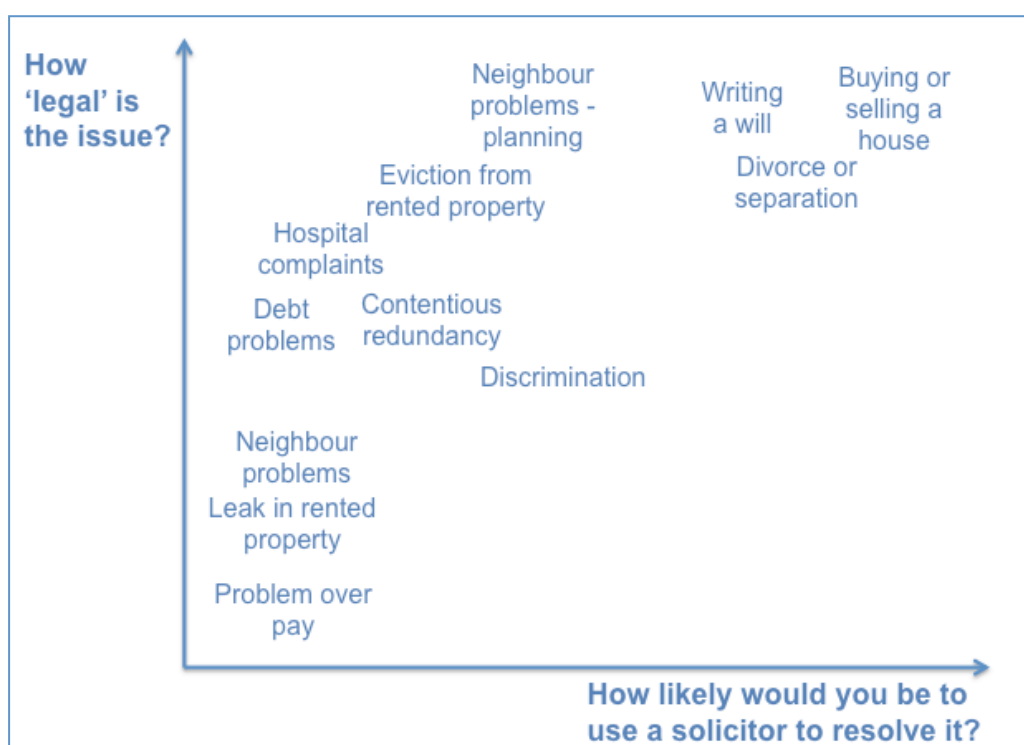 How
‘legal’ is
the issue?
Neighbour
problems -
planning
Writing
a will
Buying or
selling a
house
Divorce or
separation
Eviction from
rented property
Hospital
complaints
Debt
problems
Contentious
redundancy
Discrimination
Neighbour
problems
Leak in rented
property
Problem over
pay
How likely would you be to
use a solicitor to resolve it?